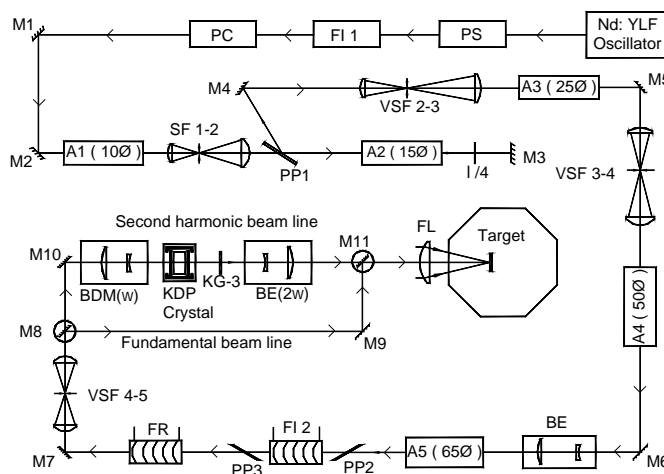 M1
PC
FI 1
PS
Nd: YLF
Oscillator
M4
VSF 2-3
A3 ( 25Ø)
M5
M2
A1 ( 10Ø)
SF 1-2
PP1
A2 ( 15Ø)
I /4
M3
VSF 3-4
Second harmonic beam line
M10
BDM(w)
KDP
Crystal
KG-3
BE(2w)
M11
FL
Target
A4 ( 50Ø)
M8
Fundamental beam line
M9
VSF 4-5
M7
FR
PP3
FI 2
PP2
A5 ( 65Ø)
BE
M6